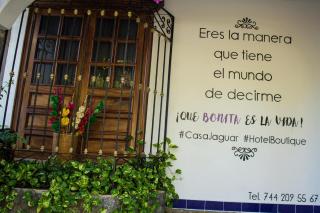 Eres la manera
que tiene
el mundo
de decirme
¡QUE BONITA ES LA VIDA!
#CasaJaguar #HotelBoutique
Tel. 744 209 55 67